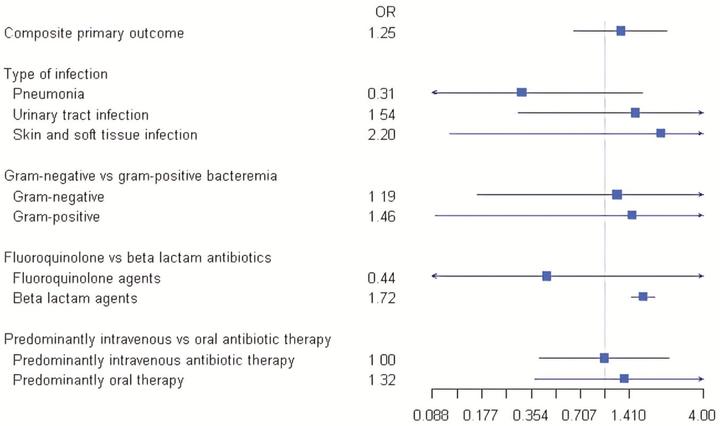 OR
Composite primary outcome 1.25
Type of infection
Pneumonia 0.31
Urinary tract infection 1 54
Skin and soft tissue infection 2.20
Gram-negative vs gram-positive bacteremia
Gram-negative 1 19
Gram-positive 1.46
Fluoroquinolone vs beta lactam antibiotics
Fluoroquinolone agents 0.44
Beta lactam agents 1.72
Predominantly intravenous vs oral antibiotic therapy
Predominantly intravenous antibiotic therapy 1 00
Predominantly oral therapy 1 32
0.088 0.177 0.354 0.707 1.410 4.00